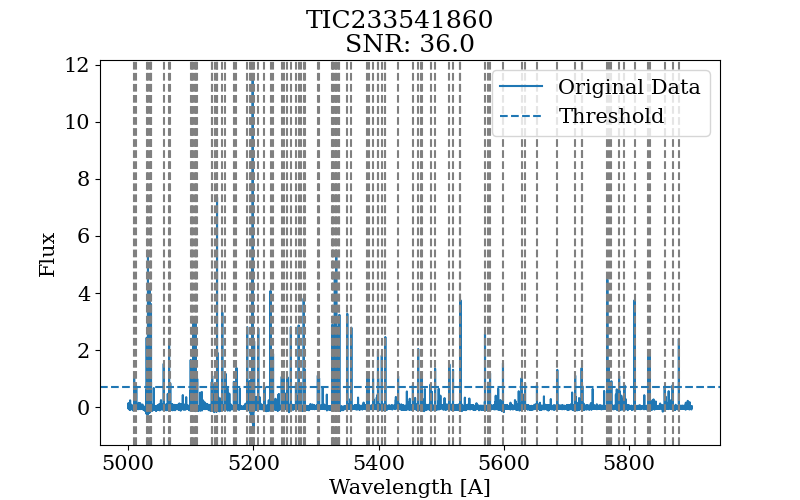 TIC233541860
SNR: 36.0
Original Data
Threshold
12
10
8
6
4
2
0
Flux
5000 5200 5400 5600 5800
Wavelength [A]